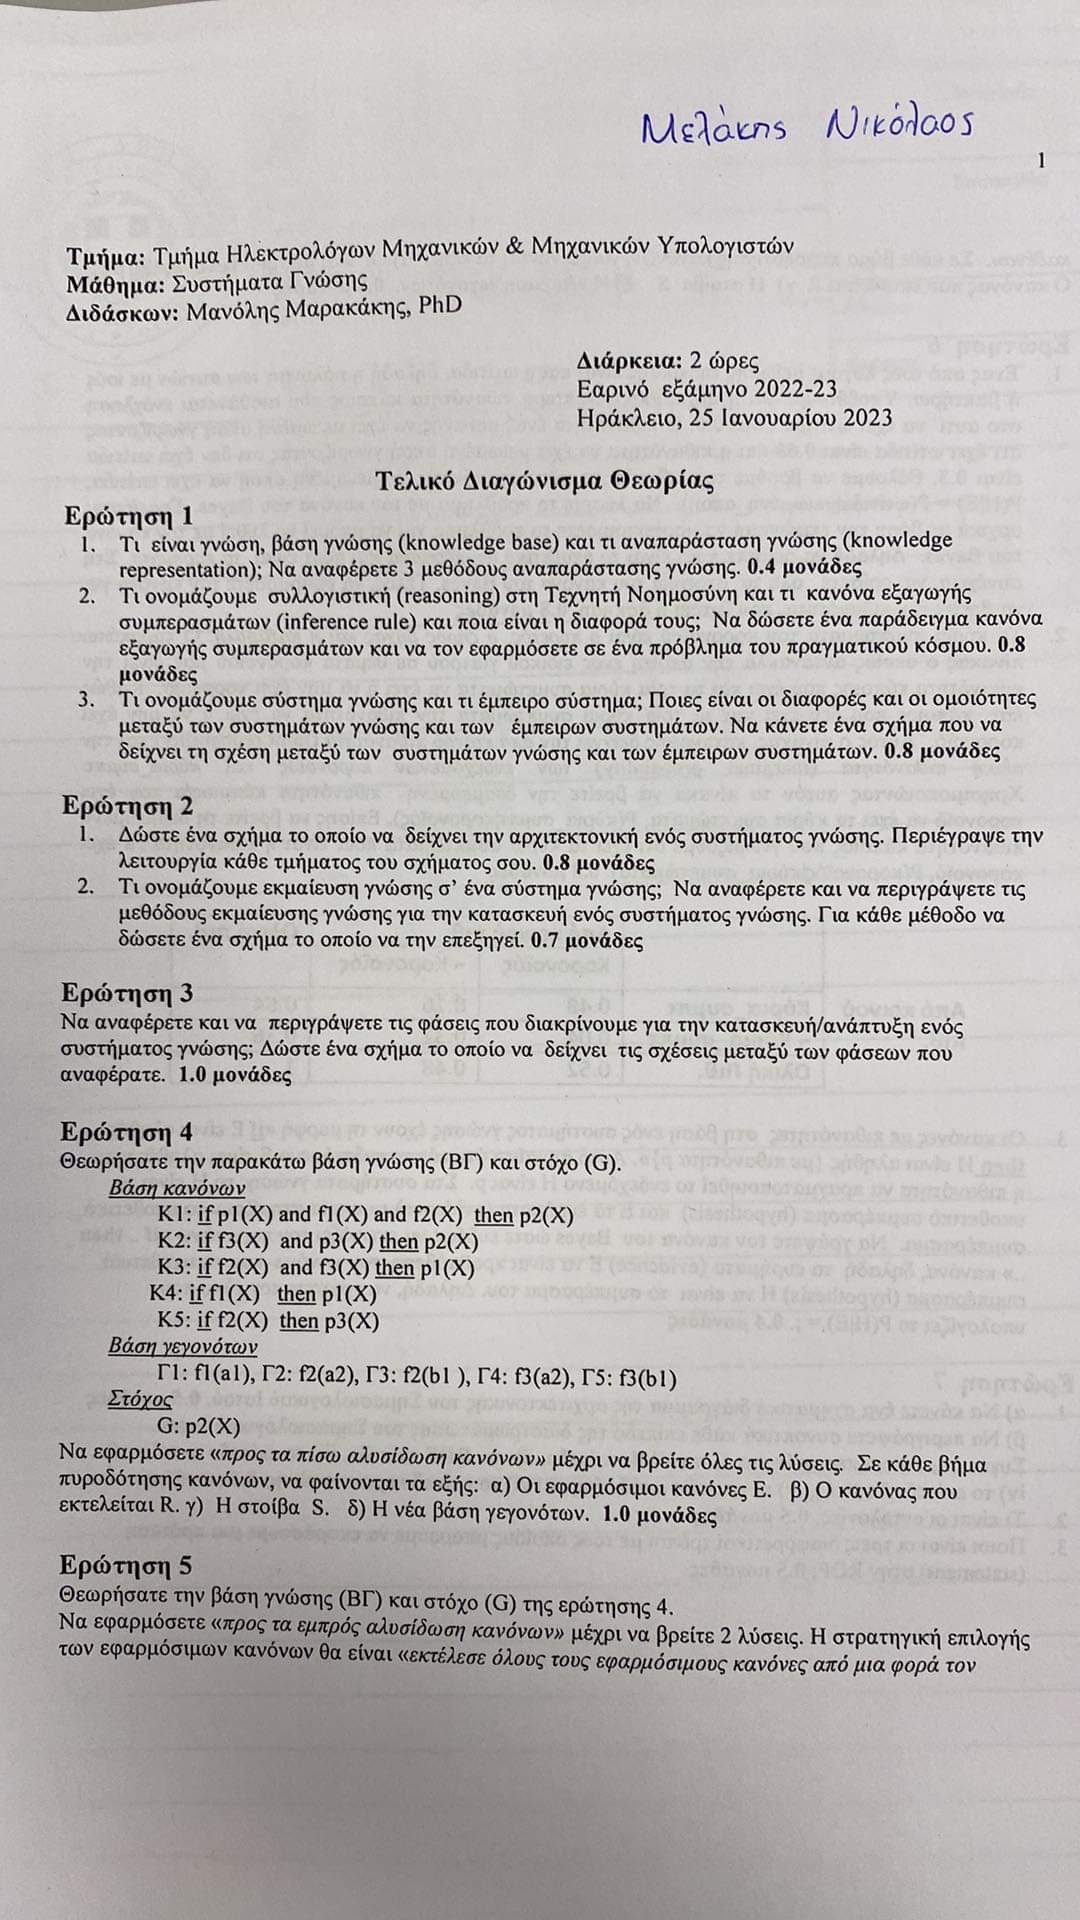 Μελάκης Νικόλαος
1
Τμήμα: Τμήμα Ηλεκτρολόγων Μηχανικών & Μηχανικών Υπολογιστών
Μάθημα: Συστήματα Γνώσης
Διδάσκων: Μανόλης Μαρακάκης, PhD
Διάρκεια: 2 ώρες
Εαρινό εξάμηνο 2022-23
Ηράκλειο, 25 Ιανουαρίου 2023
Τελικό Διαγώνισμα Θεωρίας
Ερώτηση 1
1. Τι είναι γνώση, βάση γνώσης (knowledge base) και τι αναπαράσταση γνώσης (knowledge
representation); Να αναφέρετε 3 μεθόδους αναπαράστασης γνώσης. 0.4 μονάδες
2. Τι ονομάζουμε συλλογιστική (reasoning) στη Τεχνητή Νοημοσύνη και τι κανόνα εξαγωγής
συμπερασμάτων (inference rule) και ποια είναι η διαφορά τους; Να δώσετε ένα παράδειγμα κανόνα
εξαγωγής συμπερασμάτων και να τον εφαρμόσετε σε ένα πρόβλημα του πραγματικού κόσμου. 0.8
μονάδες
3. Τι ονομάζουμε σύστημα γνώσης και τι έμπειρο σύστημα; Ποιες είναι οι διαφορές και οι ομοιότητες
μεταξύ των συστημάτων γνώσης και των έμπειρων συστημάτων. Να κάνετε ένα σχήμα που να
δείχνει τη σχέση μεταξύ των συστημάτων γνώσης και των έμπειρων συστημάτων. 0.8 μονάδες
Ερώτηση 2
1. Δώστε ένα σχήμα το οποίο να δείχνει την αρχιτεκτονική ενός συστήματος γνώσης. Περιέγραψε την
λειτουργία κάθε τμήματος του σχήματος σου. 0.8 μονάδες
2. Τι ονομάζουμε εκμαίευση γνώσης σ’ ένα σύστημα γνώσης; Να αναφέρετε και να περιγράψετε τις
μεθόδους εκμαίευσης γνώσης για την κατασκευή ενός συστήματος γνώσης. Για κάθε μέθοδο να
δώσετε ένα σχήμα το οποίο να την επεξηγεί. 0.7 μονάδες
Ερώτηση 3
Να αναφέρετε και να περιγράψετε τις φάσεις που διακρίνουμε για την κατασκευή/ανάπτυξη ενός
συστήματος γνώσης; Δώστε ένα σχήμα το οποίο να δείχνει τις σχέσεις μεταξύ των φάσεων που
αναφέρατε. 1.0 μονάδες
Ερώτηση 4
Θεωρήσατε την παρακάτω βάση γνώσης (ΒΓ) και στόχο (G).
Βάση κανόνων
Κ1: if p1(X) and f1(X) and f2(X) then p2(X)
Κ2: if f3(X) and p3(X) then p2(X)
Κ3: if f2(X) and f3(X) then p1(X)
Κ4: if f1(X) then p1(X)
Κ5: if f2(X) then p3(X)
Βάση γεγονότων
Γ1: f1(a1), Γ2: f2(a2), Γ3: f2(b1 ), Γ4: f3(a2), Γ5: f3(b1)
Στόχος
G: p2(X)
Να εφαρμόσετε «προς τα πίσω αλυσίδωση κανόνων» μέχρι να βρείτε όλες τις λύσεις. Σε κάθε βήμα
πυροδότησης κανόνων, να φαίνονται τα εξής: α) Οι εφαρμόσιμοι κανόνες Ε. β) Ο κανόνας που
εκτελείται R. γ) Η στοίβα S. δ) Η νέα βάση γεγονότων. 1.0 μονάδες
Ερώτηση 5
Θεωρήσατε την βάση γνώσης (ΒΓ) και στόχο (G) της ερώτησης 4.
Να εφαρμόσετε «προς τα εμπρός αλυσίδωση κανόνων» μέχρι να βρείτε 2 λύσεις. Η στρατηγική επιλογής
των εφαρμόσιμων κανόνων θα είναι «εκτέλεσε όλους τους εφαρμόσιμους κανόνες από μια φορά τον